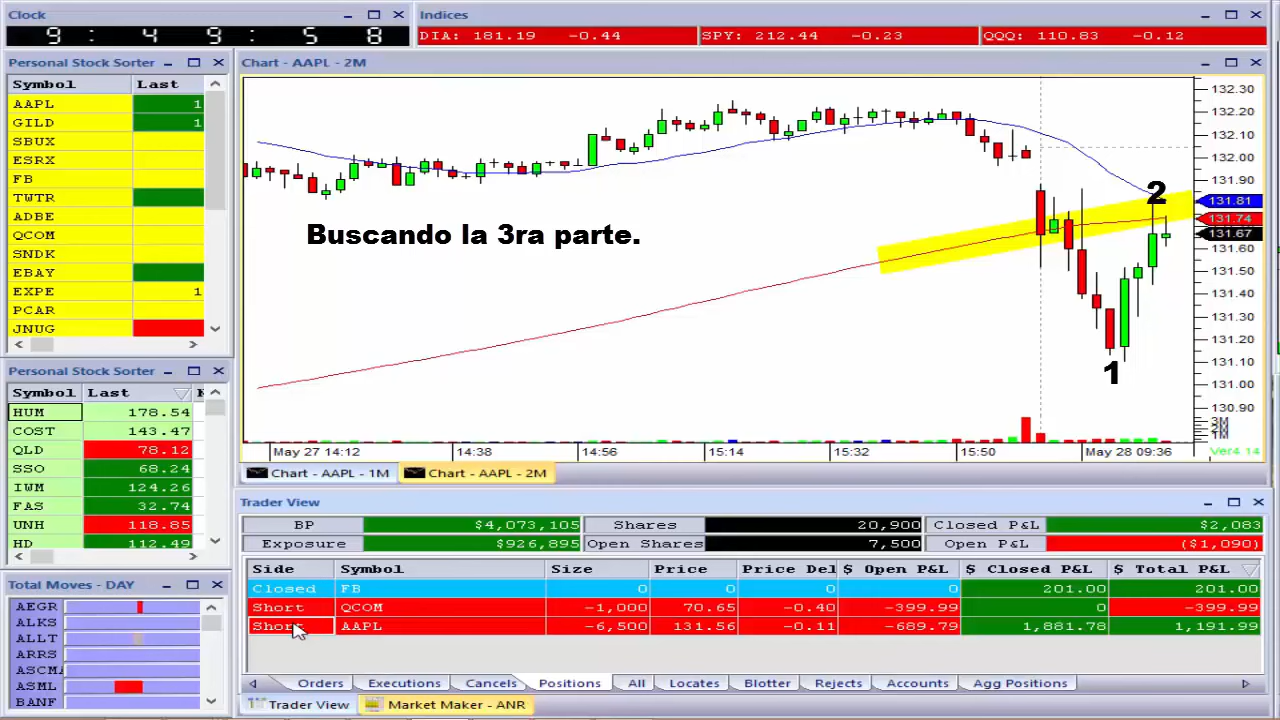 Clock
9 : 4 9 : 5 8
Indices
DIA: 181.19 -0.44 SPY: 212.44 -0.23 QQQ: 110.83 -0.12
Personal Stock Sorter
Symbol Last
AAPL 1
GILD 1
SBUX
ESRX
FB
TWTR
ADBE
QCOM
SNDK
EBAY
EXPE 1
PCAR
JNUG
Chart - AAPL - 2M
Buscando la 3ra parte.
2
1
132.30
132.20
132.10
132.00
131.90
131.81
131.74
131.67
131.60
131.50
131.40
131.30
131.20
131.10
131.00
130.90
3M
1M
May 27 14:12 14:38 14:56 15:14 15:32 15:50 May 28 09:36 Ver4 14
Chart - AAPL - 1M Chart - AAPL - 2M
Personal Stock Sorter
Symbol Last
HUM 178.54
COST 143.47
QLD 78.12
SSO 68.24
IWM 124.26
FAS 32.74
UNH 118.85
HD 112.49
Trader View
BP $4,073,105 Shares 20,900 Closed P&L $2,083
Exposure $926,895 Open Shares 7,500 Open P&L ($1,090)
Side Symbol Size Price Price Del $ Open P&L $ Closed P&L $ Total P&L
Closed FB 0 0 0 0 201.00 201.00
Short QCOM -1,000 70.65 -0.40 -399.99 0 -399.99
Short AAPL -6,500 131.56 -0.11 -689.79 1,881.78 1,191.99
Total Moves - DAY
AEGR
ALKS
ALLT
ARRS
ASCMA
ASML
BANF
Orders Executions Cancels Positions All Locates Blotter Rejects Accounts Agg Positions
Trader View Market Maker - ANR